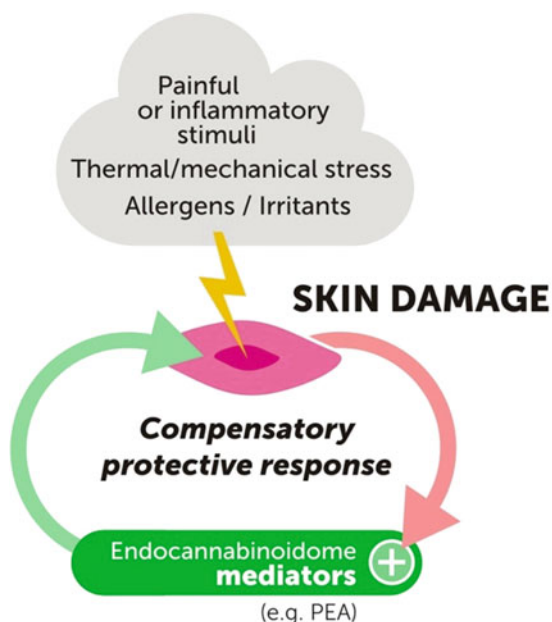 Painful
or inflammatory
stimuli
Thermal/mechanical stress
Allergens / Irritants
SKIN DAMAGE
Compensatory
protective response
Endocannabinoidome
mediators
(e.g. PEA)